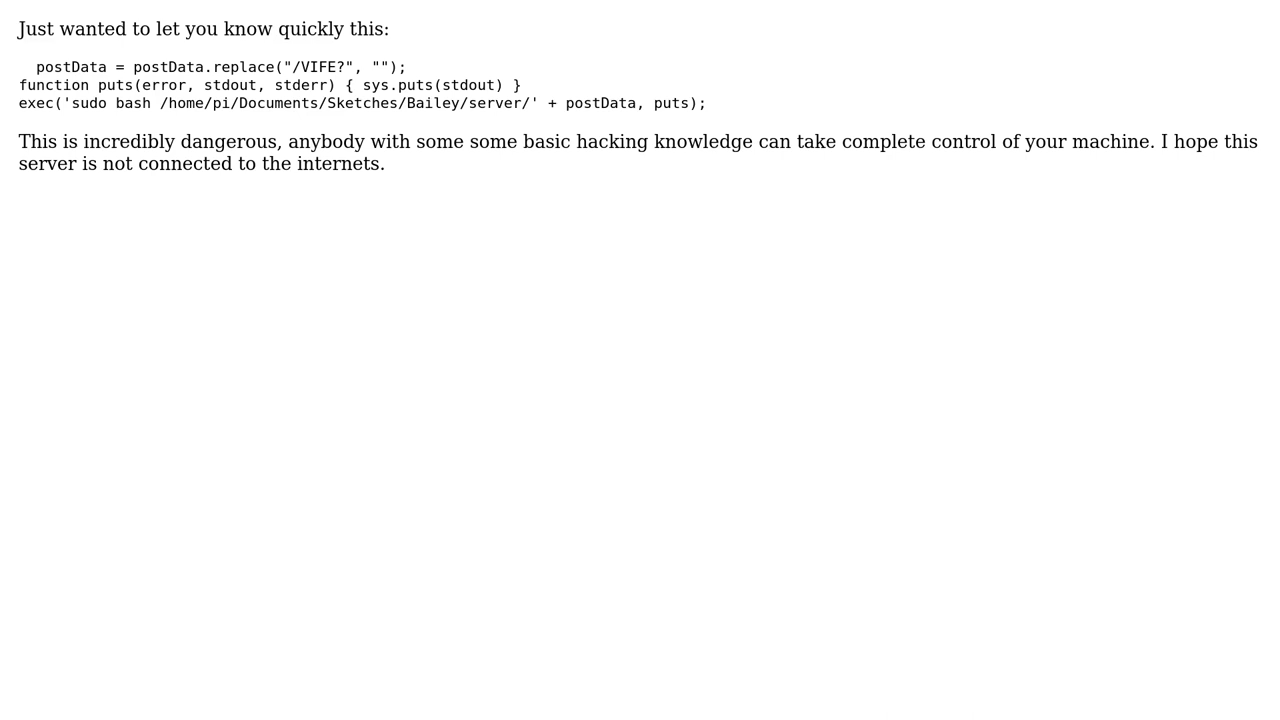 Just wanted to let you know quickly this:
  postData = postData.replace("/VIFE?", "");
function puts(error, stdout, stderr) { sys.puts(stdout) }
exec('sudo bash /home/pi/Documents/Sketches/Bailey/server/' + postData, puts);
This is incredibly dangerous, anybody with some some basic hacking knowledge can take complete control of your machine. I hope this
server is not connected to the internets.